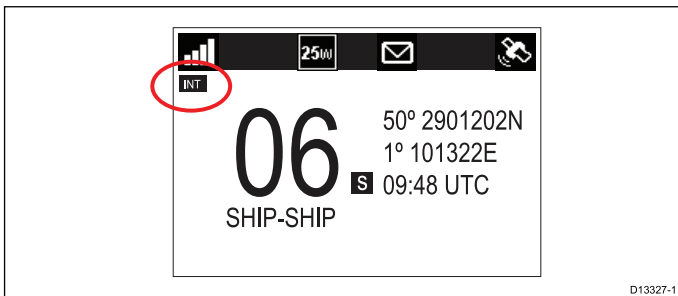 25W
INT
06
50º 2901202N
1º 101322E
S 09:48 UTC
SHIP-SHIP
D13327-1